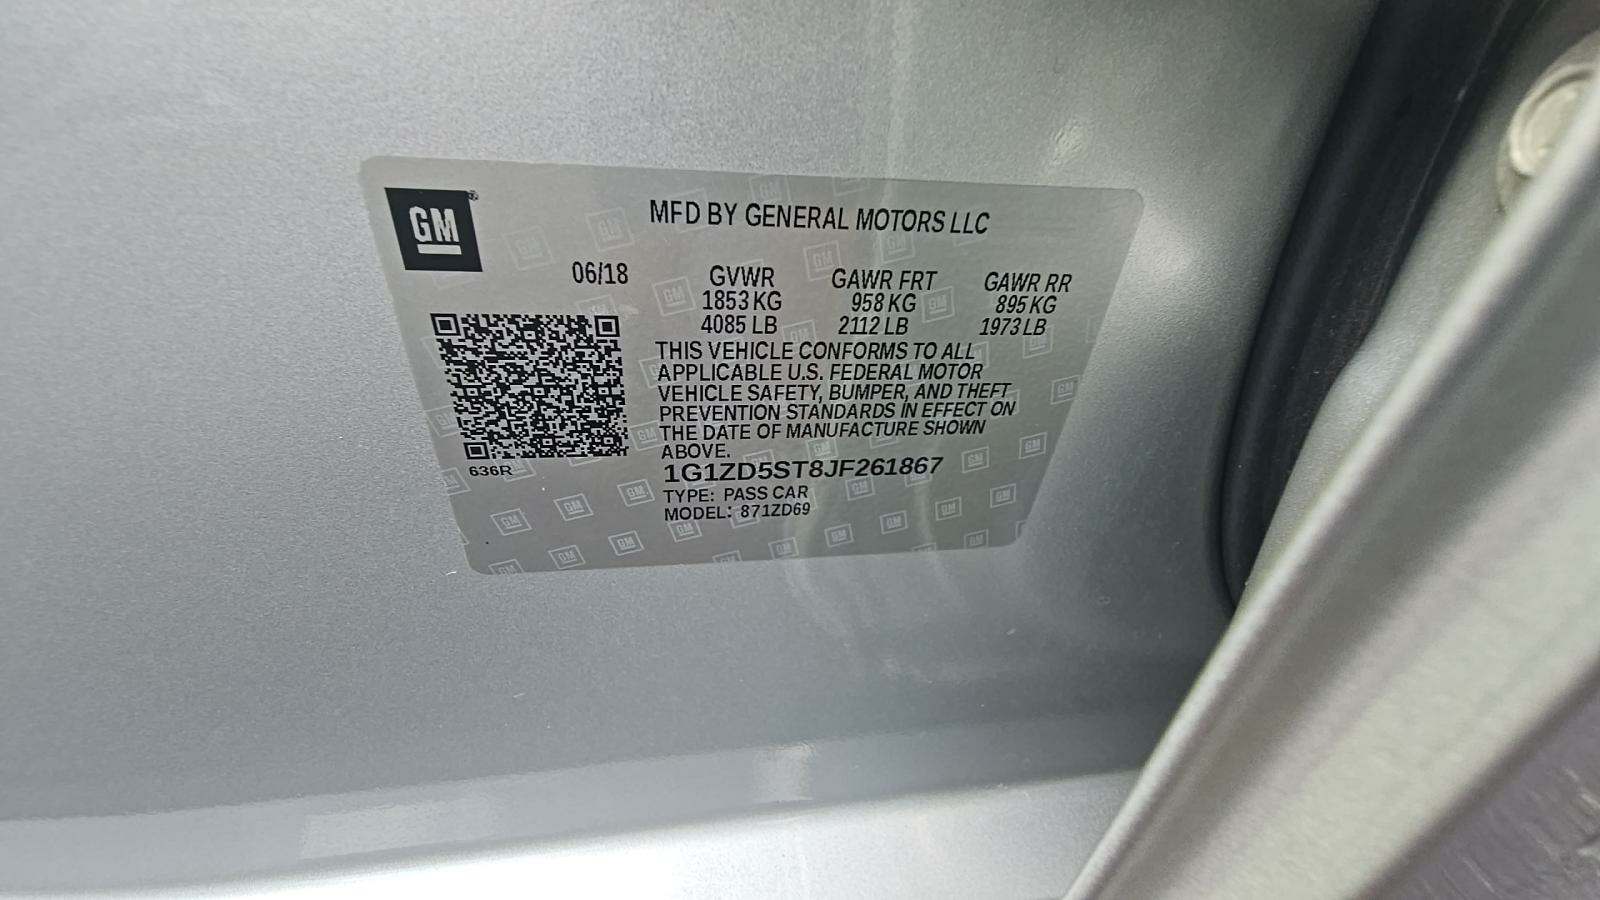 GM
MFD BY GENERAL MOTORS LLC
06/18 GVWR GAWR FRT GAWR RR
1853 KG 958 KG 895 KG
4085 LB 2112 LB 1973 LB
THIS VEHICLE CONFORMS TO ALL
APPLICABLE U.S. FEDERAL MOTOR
VEHICLE SAFETY, BUMPER, AND THEFT
PREVENTION STANDARDS IN EFFECT ON
THE DATE OF MANUFACTURE SHOWN
ABOVE.
636R
1G1ZD5ST8JF261867
TYPE: PASS CAR
MODEL: 871ZD69